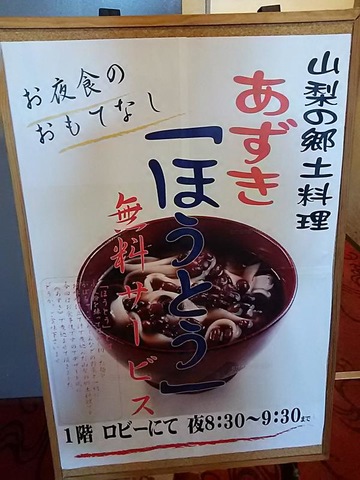 山梨の郷土料理
あずき
「ほうとう」
無料サービス
お夜食の
おもてなし
1階 ロビーにて 夜8:30〜9:30まで